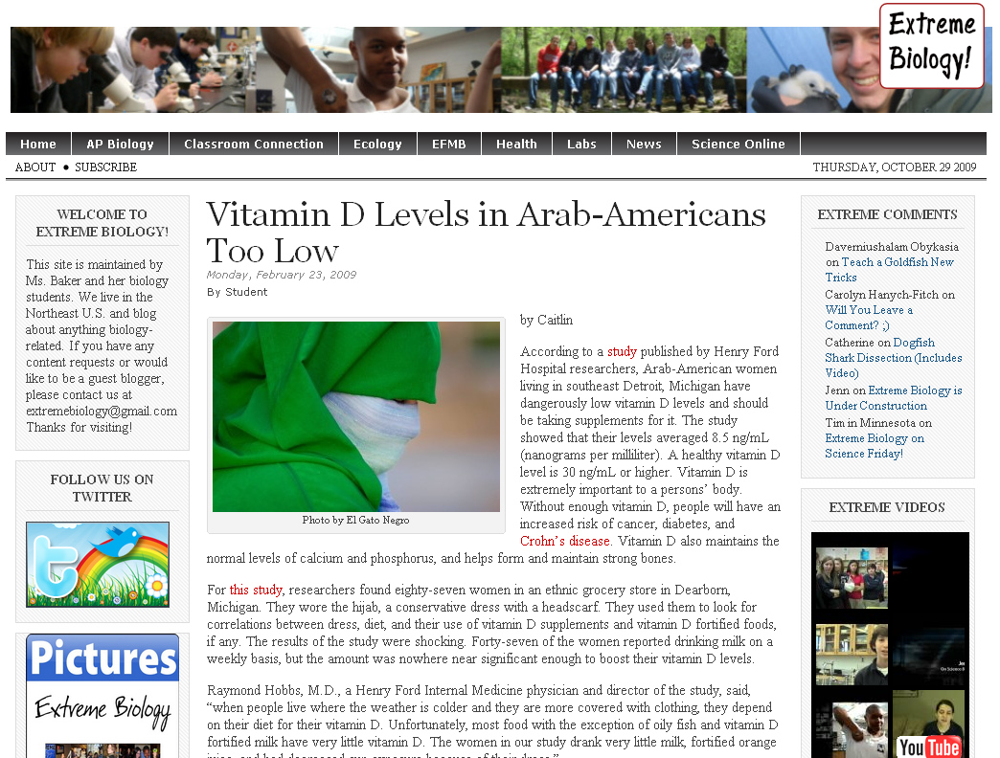 Extreme
Biology!
Home
AP Biology
Classroom Connection
Ecology
EFMB
Health
Labs
News
Science Online
ABOUT ● SUBSCRIBE
THURSDAY, OCTOBER 29 2009
WELCOME TO
EXTREME BIOLOGY!
This site is maintained by
Ms. Baker and her biology
students. We live in the
Northeast U.S. and blog
about anything biology-
related. If you have any
content requests or would
like to be a guest blogger,
please contact us at
extremebiology@gmail.com
Thanks for visiting!
FOLLOW US ON
TWITTER
t
Pictures
Extreme Biology
Vitamin D Levels in Arab-Americans
Too Low
Monday, February 23, 2009
By Student
Photo by El Gato Negro
by Caitlin
According to a study published by Henry Ford
Hospital researchers, Arab-American women
living in southeast Detroit, Michigan have
dangerously low vitamin D levels and should
be taking supplements for it. The study
showed that their levels averaged 8.5 ng/mL
(nanograms per milliliter). A healthy vitamin D
level is 30 ng/mL or higher. Vitamin D is
extremely important to a persons’ body.
Without enough vitamin D, people will have an
increased risk of cancer, diabetes, and
Crohn’s disease. Vitamin D also maintains the
normal levels of calcium and phosphorus, and helps form and maintain strong bones.
For this study, researchers found eighty-seven women in an ethnic grocery store in Dearborn,
Michigan. They wore the hijab, a conservative dress with a headscarf. They used them to look for
correlations between dress, diet, and their use of vitamin D supplements and vitamin D fortified foods,
if any. The results of the study were shocking. Forty-seven of the women reported drinking milk on a
weekly basis, but the amount was nowhere near significant enough to boost their vitamin D levels.
Raymond Hobbs, M.D., a Henry Ford Internal Medicine physician and director of the study, said,
“when people live where the weather is colder and they are more covered with clothing, they depend
on their diet for their vitamin D. Unfortunately, most food with the exception of oily fish and vitamin D
fortified milk have very little vitamin D. The women in our study drank very little milk, fortified orange
juice, and had decreased sun exposure because of their dress.”
EXTREME COMMENTS
Daverniushalam Obykasia
on Teach a Goldfish New
Tricks
Carolyn Hanych-Fitch on
Will You Leave a
Comment? ;)
Catherine on Dogfish
Shark Dissection (Includes
Video)
Jenn on Extreme Biology is
Under Construction
Tim in Minnesota on
Extreme Biology on
Science Friday!
EXTREME VIDEOS
YouTube